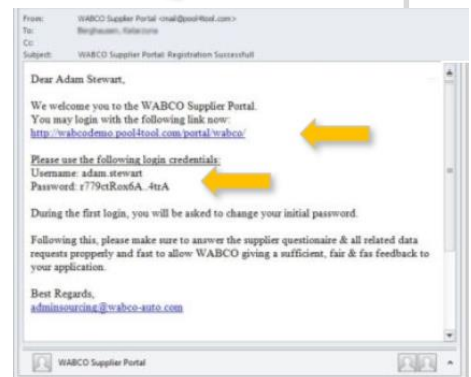 From: WABCO Supplier Portal <mail@pool4tool.com>
To:
Cc:
Subject: WABCO Supplier Portal: Registration Successfull
Dear Adam Stewart,
We welcome you to the WABCO Supplier Portal.
You may login with the following link now:
http://wabcodemo.pool4tool.com/portal/wabco/
Please use the following login credentials:
Username: adam.stewart
Password: r779ctRox6A..4trA
During the first login, you will be asked to change your initial password.
Following this, please make sure to answer the supplier questionaire & all related data
requests propperly and fast to allow WABCO giving a sufficient, fair & fas feedback to
your application.
Best Regards,
adminsourcing@wabco-auto.com
WABCO Supplier Portal